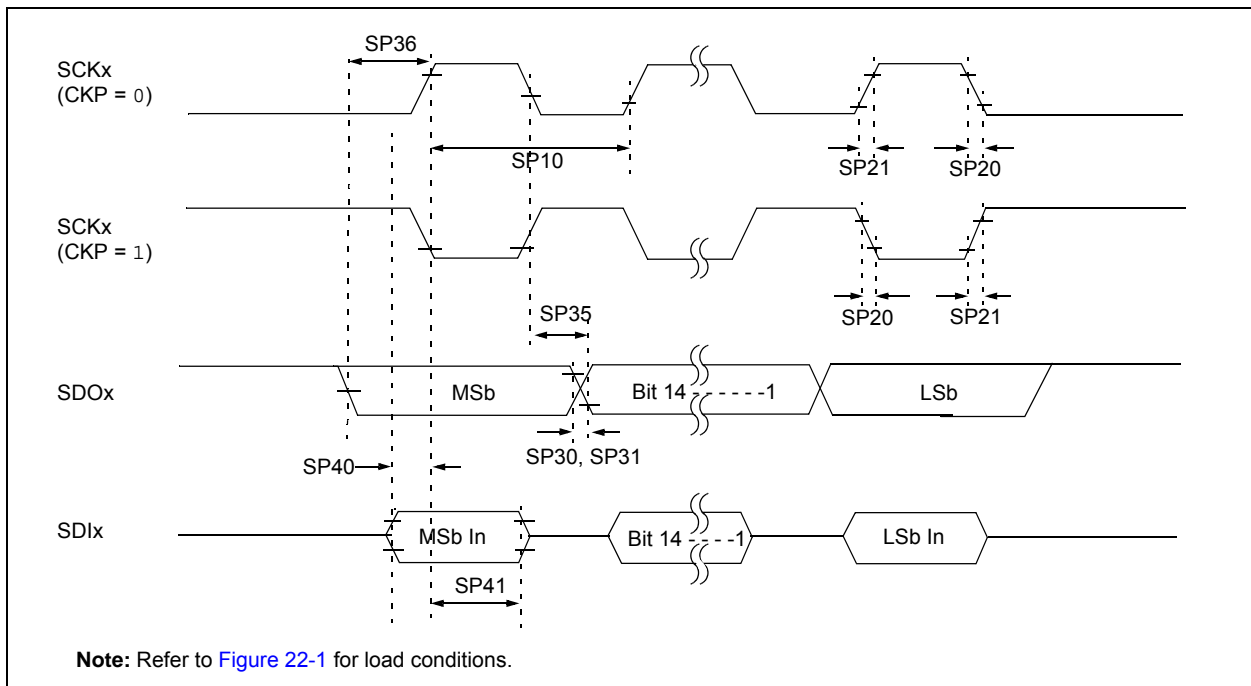 SP36
SCKx
(CKP = 0)
SP10
SP21
SP20
SCKx
(CKP = 1)
SP35
SP20
SP21
SDOx
MSb
Bit 14 - - - - - -1
LSb
SP30, SP31
SP40
SDIx
MSb In
Bit 14 - - - - -1
LSb In
SP41
Note: Refer to Figure 22-1 for load conditions.